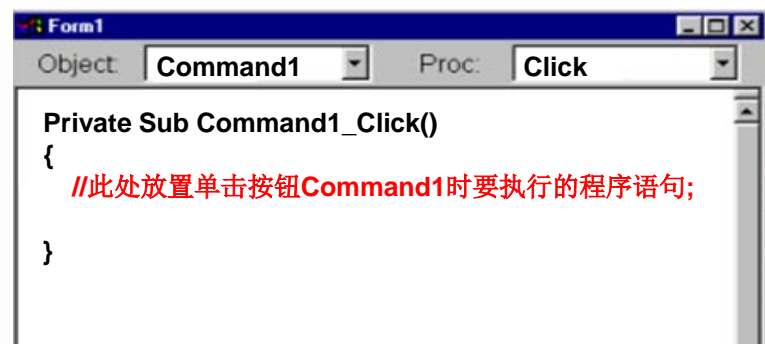 Form1
Object: Command1 Proc: Click
Private Sub Command1_Click()
{
//此处放置单击按钮Command1时要执行的程序语句;
}